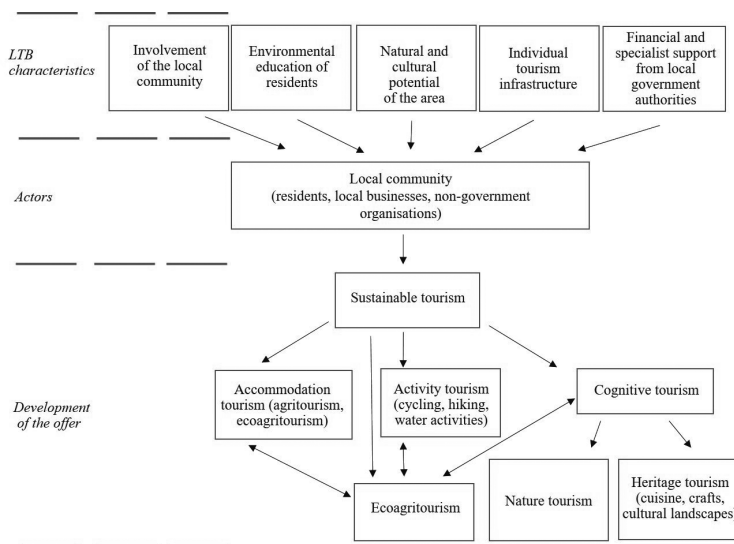 LTB
characteristics
Involvement
of the local
community
Environmental
education of
residents
Natural and
cultural
potential
of the area
Individual
tourism
infrastructure
Financial and
specialist support
from local
government
authorities
Actors
Local community
(residents, local businesses, non-government
organisations)
Sustainable tourism
Development
of the offer
Accommodation
tourism (agritourism,
ecoagritourism)
Activity tourism
(cycling, hiking,
water activities)
Cognitive tourism
Ecoagritourism
Nature tourism
Heritage tourism
(cuisine, crafts,
cultural landscapes)